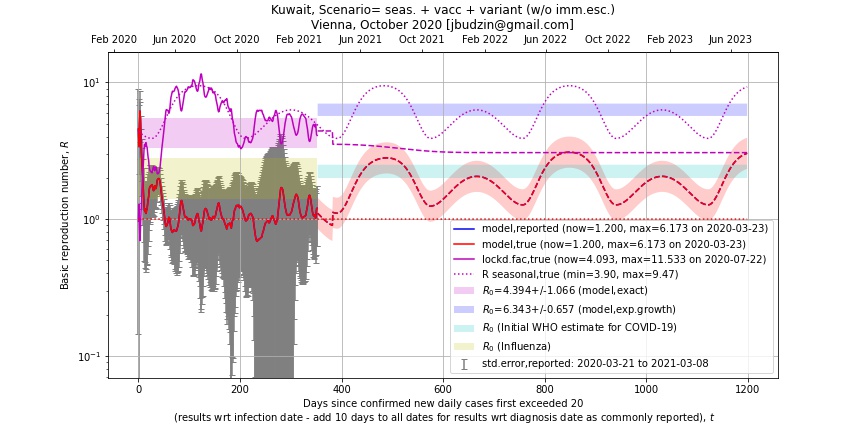 Kuwait, Scenario= seas. + vacc + variant (w/o imm.esc.)
Vienna, October 2020 [jbudzin@gmail.com]
Feb 2020 Jun 2020 Oct 2020 Feb 2021 Jun 2021 Oct 2021 Feb 2022 Jun 2022 Oct 2022 Feb 2023 Jun 2023
Basic reproduction number, R
10¹
10⁰
10⁻¹
model,reported (now=1.200, max=6.173 on 2020-03-23)
model,true (now=1.200, max=6.173 on 2020-03-23)
lockd.fac,true (now=4.093, max=11.533 on 2020-07-22)
R seasonal,true (min=3.90, max=9.47)
R₀=4.394+/-1.066 (model,exact)
R₀=6.343+/-0.657 (model,exp.growth)
R₀ (Initial WHO estimate for COVID-19)
R₀ (Influenza)
std.error,reported: 2020-03-21 to 2021-03-08
0 200 400 600 800 1000 1200
Days since confirmed new daily cases first exceeded 20
(results wrt infection date - add 10 days to all dates for results wrt diagnosis date as commonly reported), t